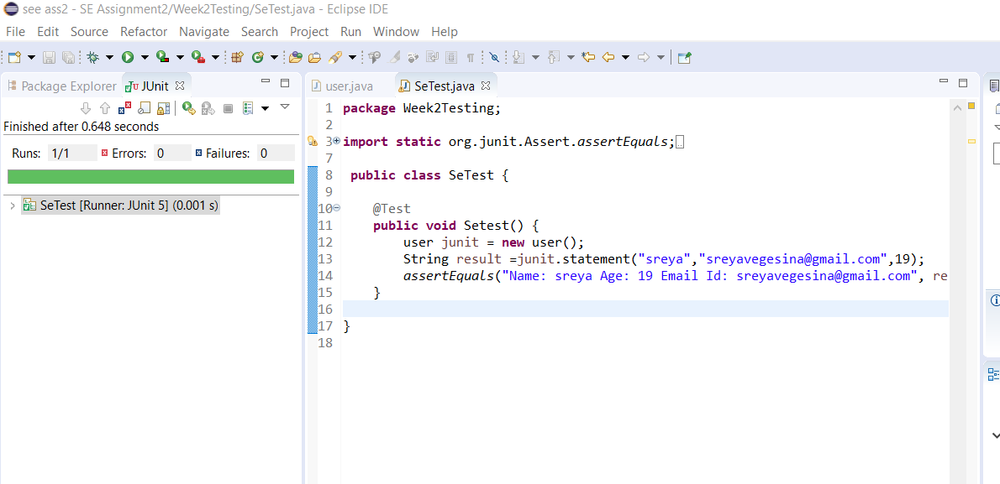 see ass2 - SE Assignment2/Week2Testing/SeTest.java - Eclipse IDE
File Edit Source Refactor Navigate Search Project Run Window Help
Package Explorer JUnit
Finished after 0.648 seconds
Runs: 1/1 Errors: 0 Failures: 0
SeTest [Runner: JUnit 5] (0.001 s)
user.java SeTest.java
1 package Week2Testing;
2
3 import static org.junit.Assert.assertEquals;
7
8 public class SeTest {
9
10 @Test
11 public void Setest() {
12 user junit = new user();
13 String result =junit.statement("sreya","sreyavegesina@gmail.com",19);
14 assertEquals("Name: sreya Age: 19 Email Id: sreyavegesina@gmail.com", re
15 }
16
17 }
18